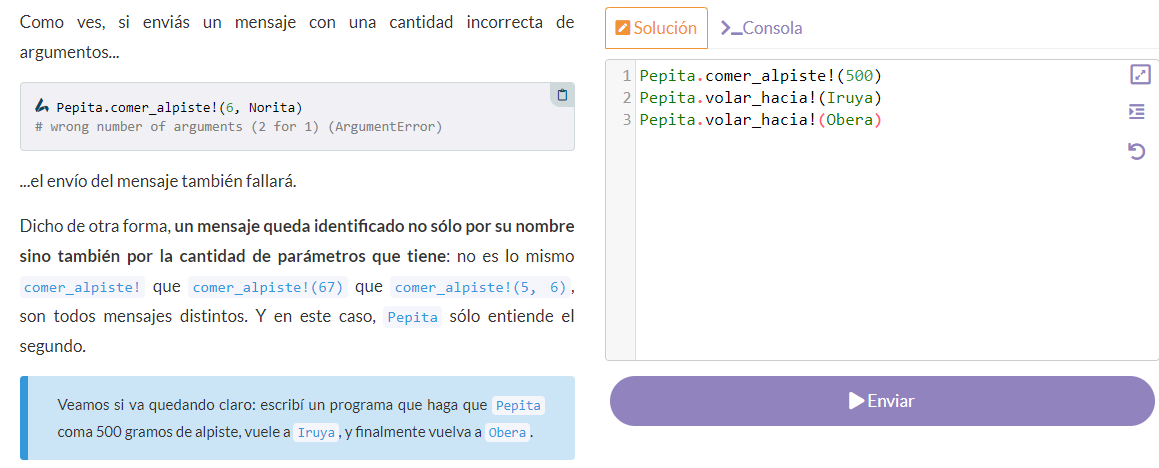 Como ves, si enviás un mensaje con una cantidad incorrecta de
argumentos...
Pepita.comer_alpiste!(6, Norita)
# wrong number of arguments (2 for 1) (ArgumentError)
...el envío del mensaje también fallará.
Dicho de otra forma, un mensaje queda identificado no sólo por su nombre
sino también por la cantidad de parámetros que tiene: no es lo mismo
comer_alpiste! que comer_alpiste!(67) que comer_alpiste!(5, 6),
son todos mensajes distintos. Y en este caso, Pepita sólo entiende el
segundo.
Veamos si va quedando claro: escribí un programa que haga que Pepita
coma 500 gramos de alpiste, vuele a Iruya, y finalmente vuelva a Obera.
Solución
Consola
1 Pepita.comer_alpiste!(500)
2 Pepita.volar_hacia!(Iruya)
3 Pepita.volar_hacia!(Obera)
Enviar